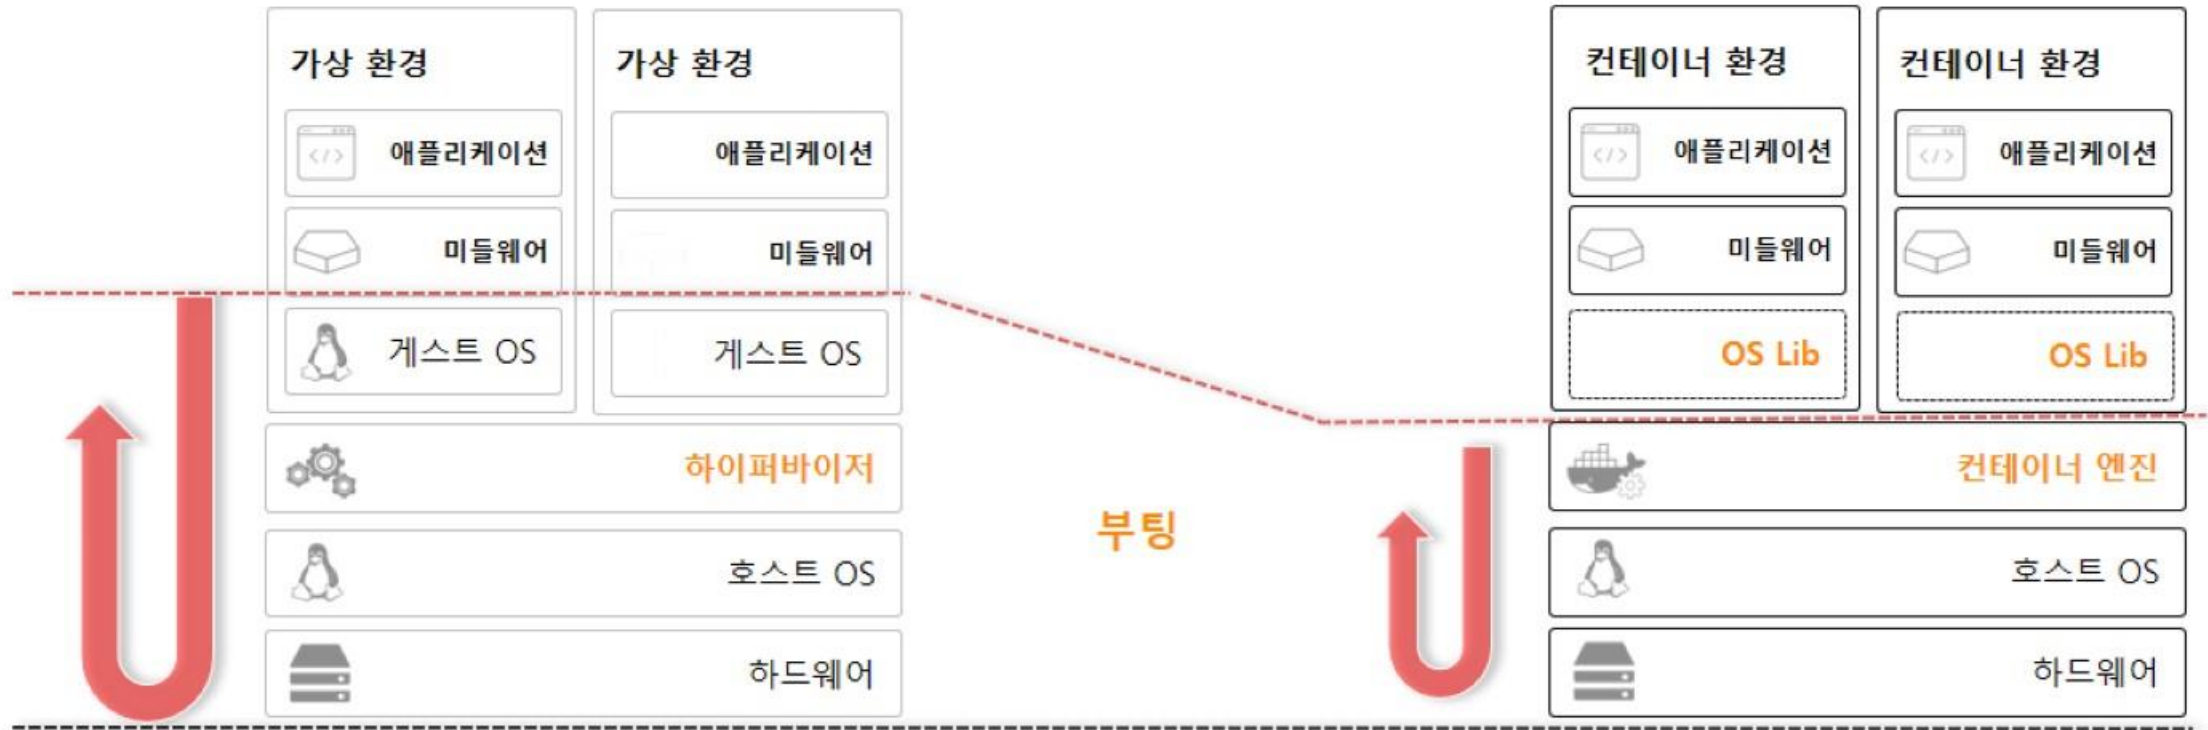 가상 환경
애플리케이션
미들웨어
게스트 OS
가상 환경
애플리케이션
미들웨어
게스트 OS
하이퍼바이저
호스트 OS
하드웨어
부팅
컨테이너 환경
</> 애플리케이션
미들웨어
OS Lib
컨테이너 환경
</> 애플리케이션
미들웨어
OS Lib
컨테이너 엔진
호스트 OS
하드웨어